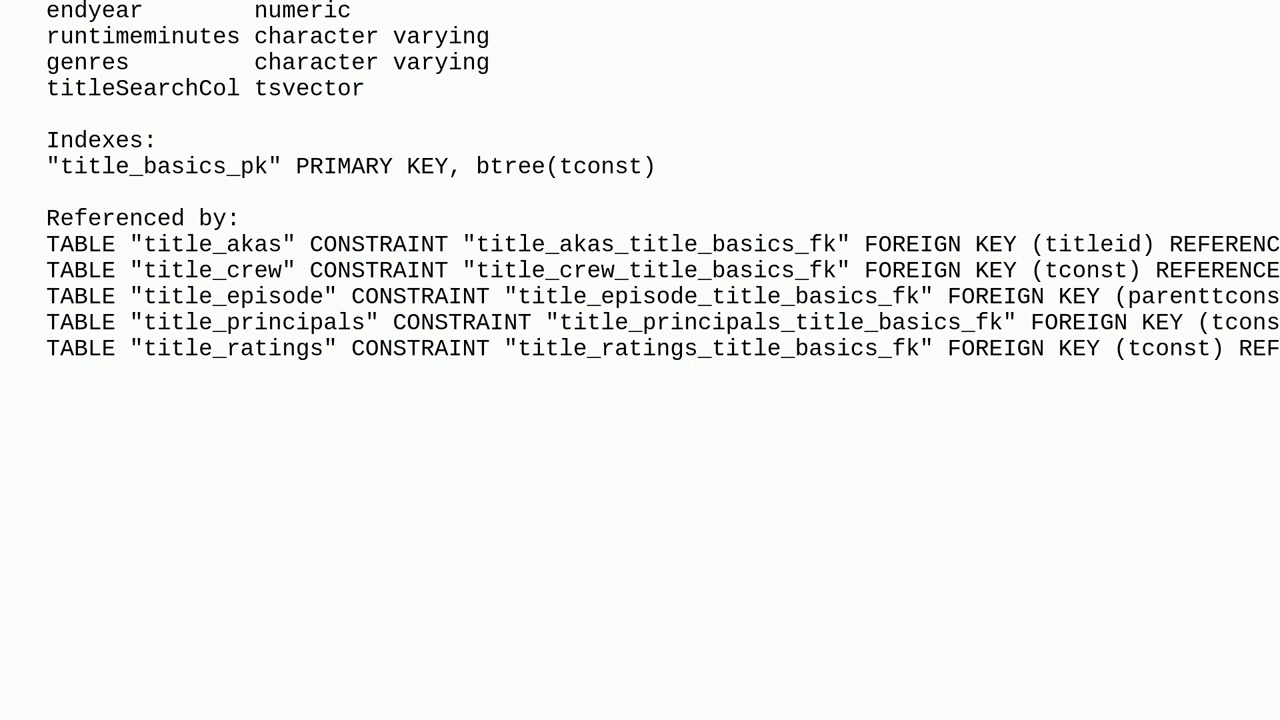 endyear numeric
runtimeminutes character varying
genres character varying
titleSearchCol tsvector
Indexes:
"title_basics_pk" PRIMARY KEY, btree(tconst)
Referenced by:
TABLE "title_akas" CONSTRAINT "title_akas_title_basics_fk" FOREIGN KEY (titleid) REFERENC
TABLE "title_crew" CONSTRAINT "title_crew_title_basics_fk" FOREIGN KEY (tconst) REFERENCE
TABLE "title_episode" CONSTRAINT "title_episode_title_basics_fk" FOREIGN KEY (parenttcons
TABLE "title_principals" CONSTRAINT "title_principals_title_basics_fk" FOREIGN KEY (tcons
TABLE "title_ratings" CONSTRAINT "title_ratings_title_basics_fk" FOREIGN KEY (tconst) REF